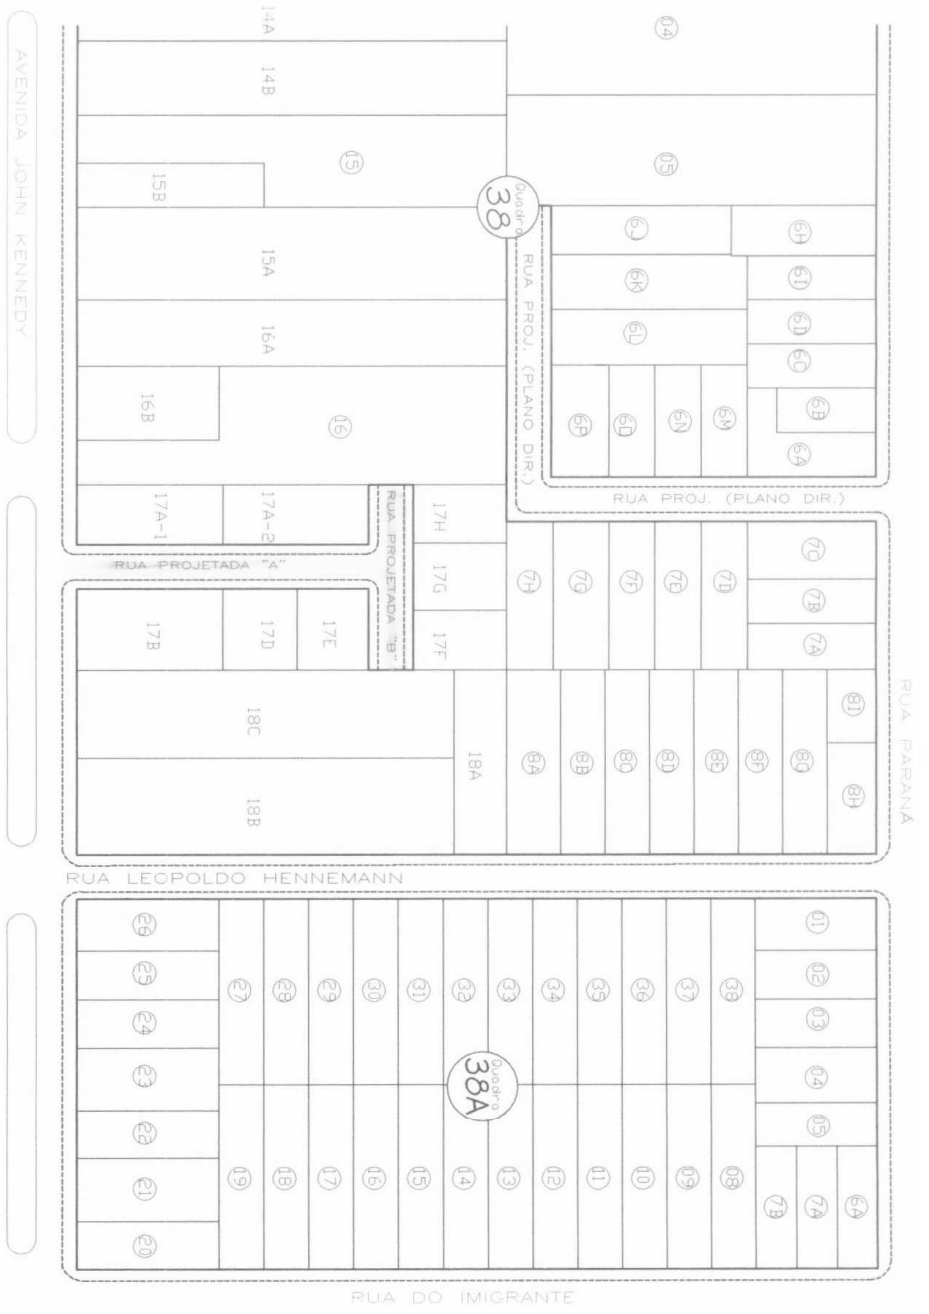 AVENIDA JOHN KENNEDY
14A
04
14B
15
05
15B
Quadra
38
6J
6H
15A
RUA PROJ. (PLANO DIR.)
6K
6I
16A
6L
6D
6C
16B
16
6P
6O
6N
6M
6B
6A
RUA PROJ. (PLANO DIR.)
17A-1
17A-2
RUA PROJETADA "B"
17H
7H
7G
7F
7E
7D
7C
RUA PROJETADA "A"
17G
7B
17B
17D
17E
17F
7A
RUA PARANÁ
18C
18A
8A
8B
8C
8D
8E
8F
8G
8I
18B
8H
RUA LEOPOLDO HENNEMANN
26
01
25
27
28
29
30
31
32
33
34
35
36
37
38
02
24
03
23
Quadra
38A
04
22
05
21
19
18
17
16
15
14
13
12
11
10
09
08
7B
7A
6A
20
RUA DO IMIGRANTE